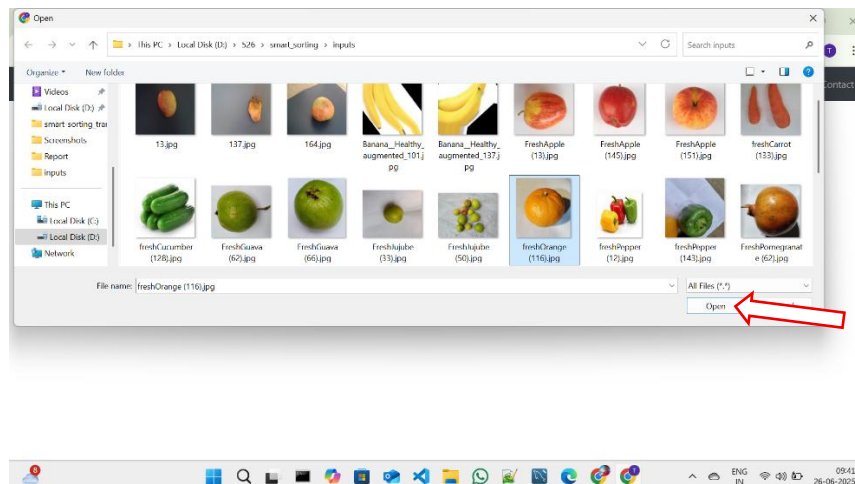 Open
This PC > Local Disk (D:) > 526 > smart_sorting > inputs
Search inputs
Organize
New folder
Contact
Videos
Local Disk (D:)
smart sorting trar
Screenshots
Report
inputs
This PC
Local Disk (C:)
Local Disk (D:)
Network
13.jpg
137.jpg
164.jpg
Banana__Healthy_
augmented_101.j
pg
Banana__Healthy_
augmented_137.j
pg
FreshApple
(13).jpg
FreshApple
(145).jpg
FreshApple
(151).jpg
freshCarrot
(133).jpg
freshCucumber
(128).jpg
FreshGuava
(62).jpg
FreshGuava
(66).jpg
FreshJujube
(33).jpg
FreshJujube
(50).jpg
freshOrange
(116).jpg
freshPepper
(12).jpg
freshPepper
(143).jpg
FreshPomegranat
e (62).jpg
File name: freshOrange (116).jpg
All Files (*.*)
Open
T
8
T
ENG
IN
09:41
26-06-2025